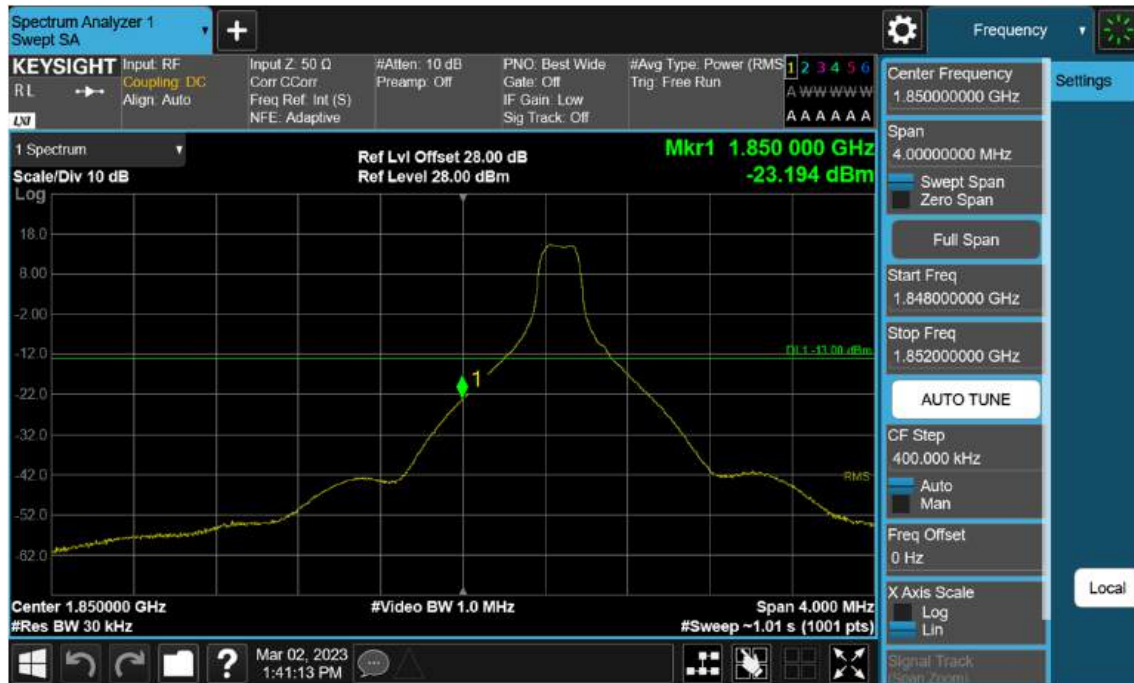 Spectrum Analyzer 1
Swept SA
Frequency
KEYSIGHT
RL
LXI
Input: RF
Coupling: DC
Align: Auto
Input Z: 50 Ω
Corr CCorr
Freq Ref: Int (S)
NFE: Adaptive
#Atten: 10 dB
Preamp: Off
PNO: Best Wide
Gate: Off
IF Gain: Low
Sig Track: Off
#Avg Type: Power (RMS
Trig: Free Run
1 2 3 4 5 6
A W W W W W
A A A A A A
1 Spectrum
Scale/Div 10 dB
Log
Ref Lvl Offset 28.00 dB
Ref Level 28.00 dBm
Mkr1 1.850 000 GHz
-23.194 dBm
18.0
8.00
-2.00
-12.0
-22.0
-32.0
-42.0
-52.0
-62.0
DL1 -13.00 dBm
1
RMS
Center 1.850000 GHz
#Res BW 30 kHz
#Video BW 1.0 MHz
Span 4.000 MHz
#Sweep ~1.01 s (1001 pts)
Mar 02, 2023
1:41:13 PM
Center Frequency
1.850000000 GHz
Span
4.00000000 MHz
Swept Span
Zero Span
Full Span
Start Freq
1.848000000 GHz
Stop Freq
1.852000000 GHz
AUTO TUNE
CF Step
400.000 kHz
Auto
Man
Freq Offset
0 Hz
X Axis Scale
Log
Lin
Signal Track
(Span Zoom)
Settings
Local